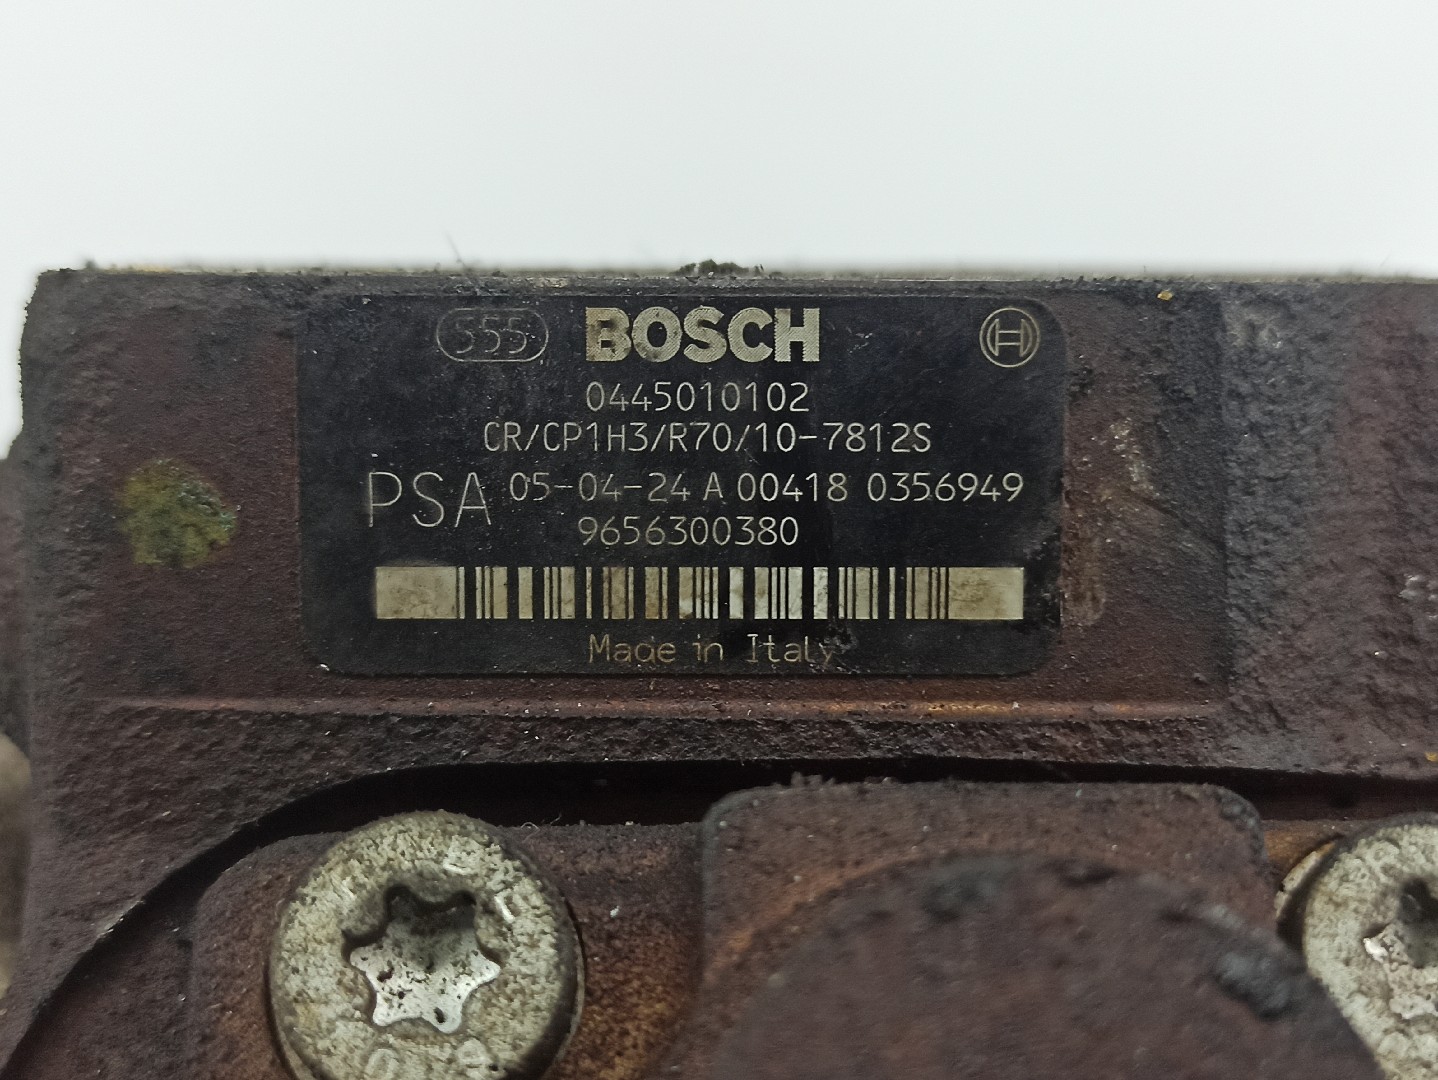 555 BOSCH
0445010102
CR/CP1H3/R70/10-7812S
PSA 05-04-24 A 00418 0356949
9656300380
Made in Italy